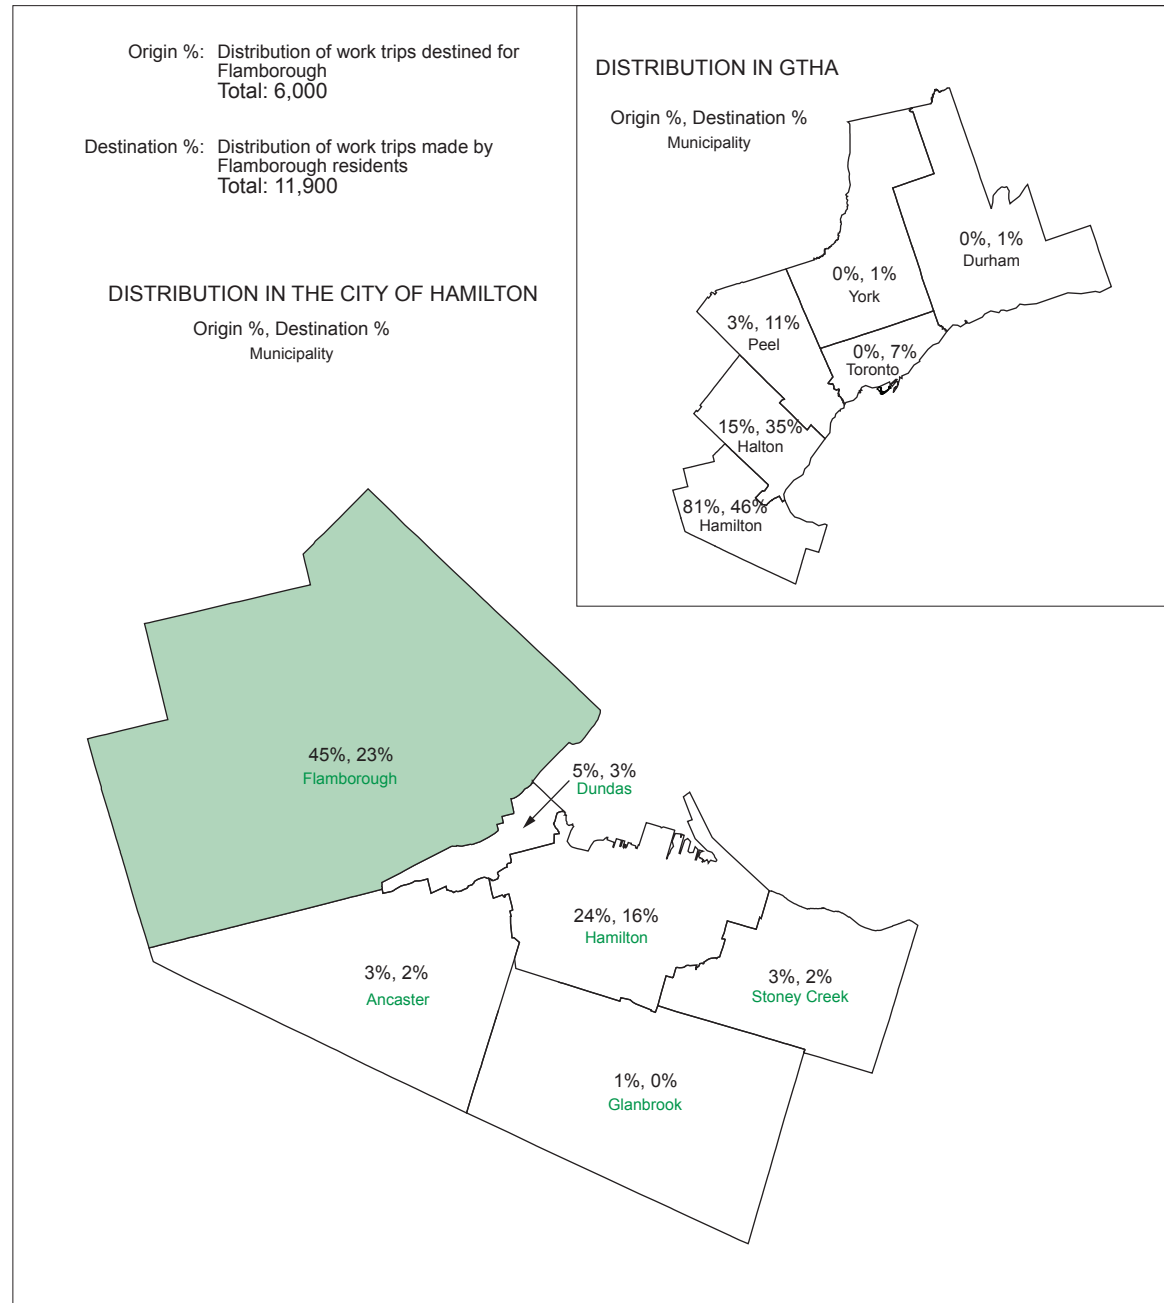 Origin %: Distribution of work trips destined for
Flamborough
Total: 6,000
Destination %: Distribution of work trips made by
Flamborough residents
Total: 11,900
DISTRIBUTION IN THE CITY OF HAMILTON
Origin %, Destination %
Municipality
DISTRIBUTION IN GTHA
Origin %, Destination %
Municipality
0%, 1%
Durham
0%, 1%
York
3%, 11%
Peel
0%, 7%
Toronto
15%, 35%
Halton
81%, 46%
Hamilton
45%, 23%
Flamborough
5%, 3%
Dundas
24%, 16%
Hamilton
3%, 2%
Ancaster
3%, 2%
Stoney Creek
1%, 0%
Glanbrook